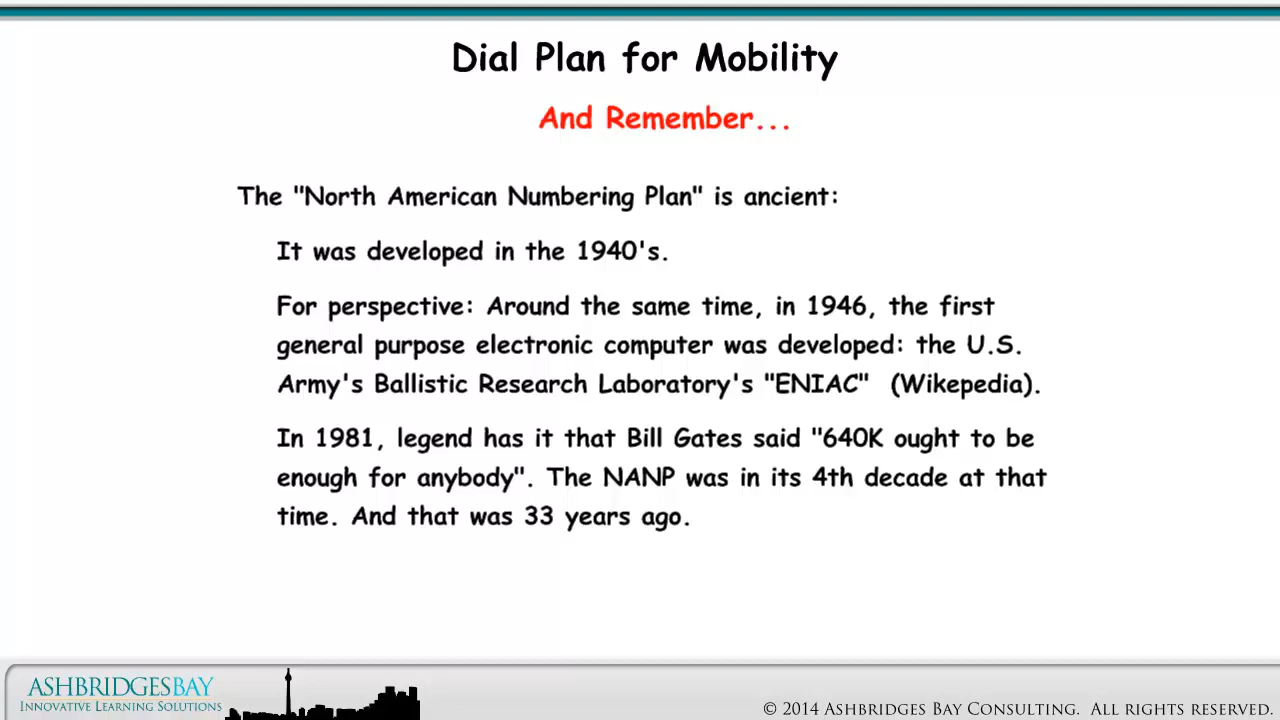 Dial Plan for Mobility
And Remember...
The "North American Numbering Plan" is ancient:
It was developed in the 1940's.
For perspective: Around the same time, in 1946, the first
general purpose electronic computer was developed: the U.S.
Army's Ballistic Research Laboratory's "ENIAC" (Wikepedia).
In 1981, legend has it that Bill Gates said "640K ought to be
enough for anybody". The NANP was in its 4th decade at that
time. And that was 33 years ago.
ASHBRIDGESBAY
INNOVATIVE LEARNING SOLUTIONS
© 2014 ASHBRIDGES BAY CONSULTING. ALL RIGHTS RESERVED.